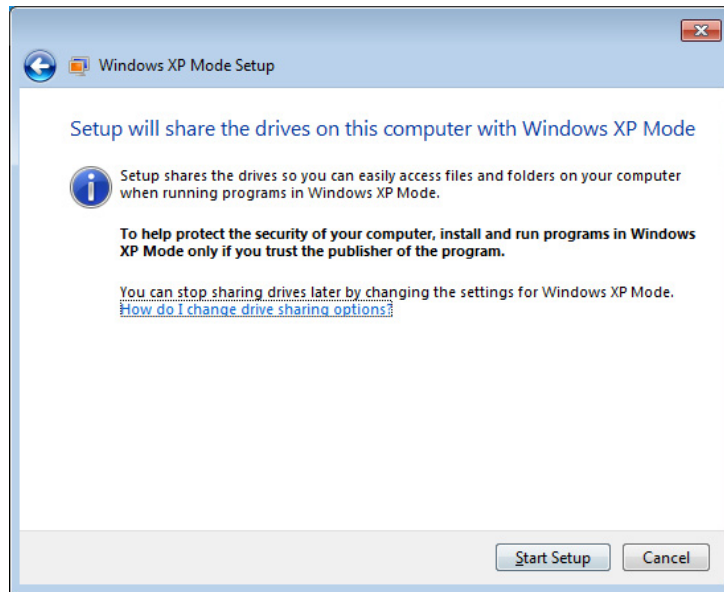 Windows XP Mode Setup
Setup will share the drives on this computer with Windows XP Mode
Setup shares the drives so you can easily access files and folders on your computer
when running programs in Windows XP Mode.
To help protect the security of your computer, install and run programs in Windows
XP Mode only if you trust the publisher of the program.
You can stop sharing drives later by changing the settings for Windows XP Mode.
How do I change drive sharing options?
Start Setup
Cancel